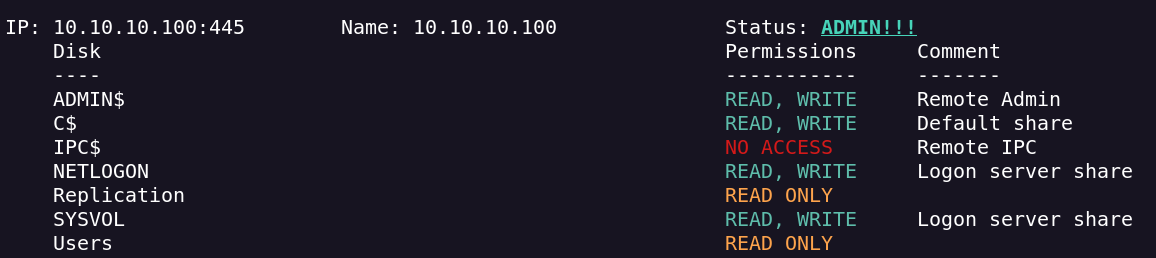 IP: 10.10.10.100:445 Name: 10.10.10.100 Status: ADMIN!!!
Disk Permissions Comment
---- ----------- -------
ADMIN$ READ, WRITE Remote Admin
C$ READ, WRITE Default share
IPC$ NO ACCESS Remote IPC
NETLOGON READ, WRITE Logon server share
Replication READ ONLY
SYSVOL READ, WRITE Logon server share
Users READ ONLY